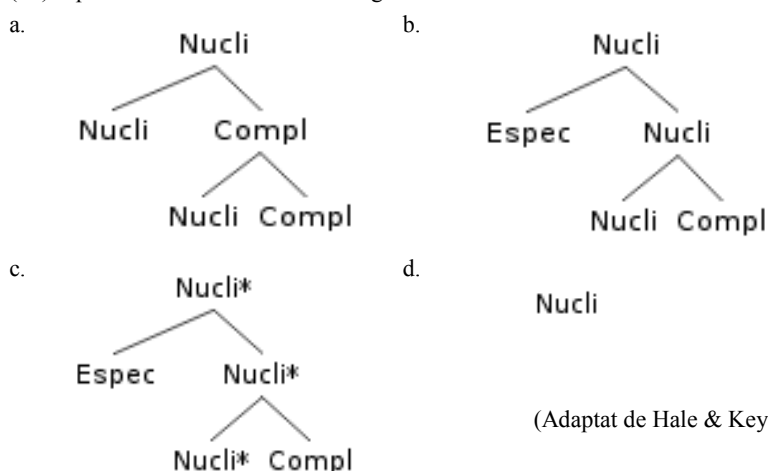 a.
b.
Nucli
Nucli
Nucli
Compl
Espec
Nucli
Nucli Compl
Nucli Compl
c.
d.
Nucli*
Nucli
Espec
Nucli*
(Adaptat de Hale & Key
Nucli* Compl